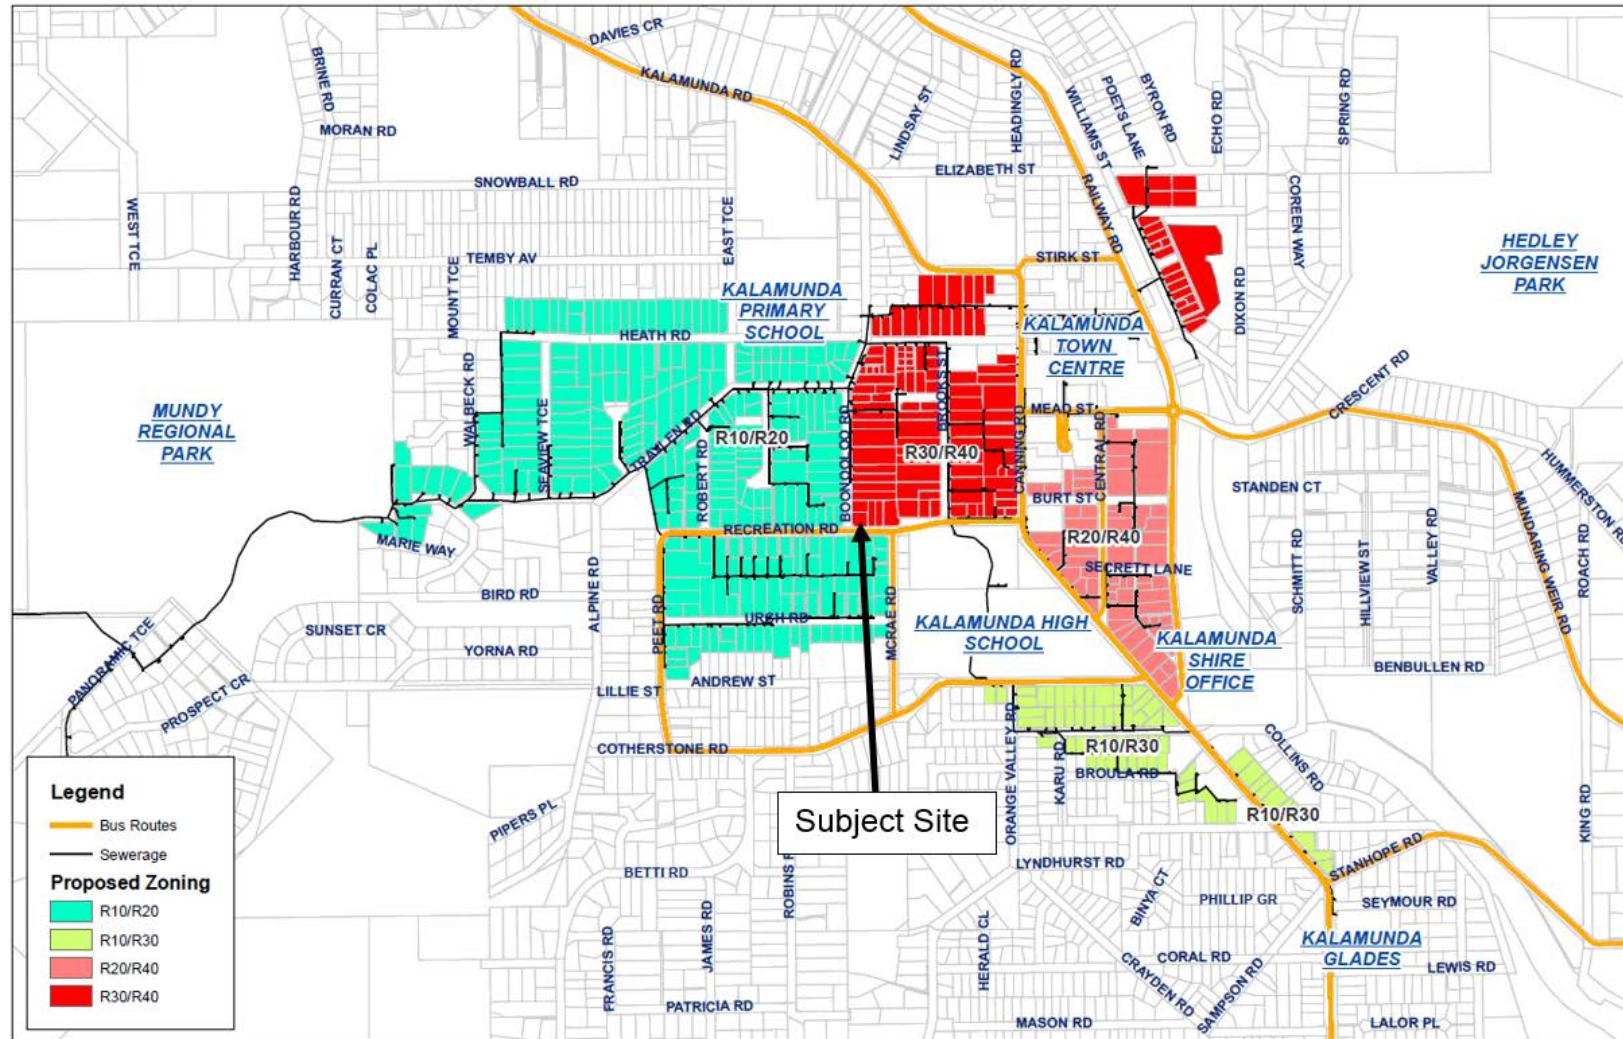 DAVIES CR
KALAMUNDA RD
BRINE RD
MORAN RD
SNOWBALL RD
WEST TCE
HARBOUR RD
CURRAN CT
COLAC PL
TEMBY AV
MOUNT TCE
EAST TCE
LINDSAY ST
HEADINGLY RD
ELIZABETH ST
WILLIAMS ST
POETS LANE
BYRON RD
ECHO RD
SPRING RD
RAILWAY RD
COREEN WAY
STIRK ST
DIXON RD
HEDLEY
JORGENSEN
PARK
KALAMUNDA
PRIMARY
SCHOOL
KALAMUNDA
TOWN
CENTRE
HEATH RD
WALBECK RD
SEAVIEW TCE
TRAYLEN RD
ROBERT RD
R10/R20
BOONOOLOO RD
BROOKS ST
R30/R40
CANNING RD
MEAD ST
CENTRAL RD
BURT ST
R20/R40
SECRETT LANE
CRESCENT RD
HUMMERSTON RD
STANDEN CT
MUNDARING WEIR RD
ROACH RD
VALLEY RD
HILLVIEW ST
SCHMITT RD
BENBULLEN RD
MUNDY
REGIONAL
PARK
MARIE WAY
RECREATION RD
BIRD RD
ALPINE RD
PEET RD
URCH RD
MCRAE RD
KALAMUNDA HIGH
SCHOOL
KALAMUNDA
SHIRE
OFFICE
SUNSET CR
YORNA RD
PANORAMIC TCE
PROSPECT CR
LILLIE ST
ANDREW ST
COTHERSTONE RD
ORANGE VALLEY RD
KARU RD
R10/R30
BROULA RD
COLLINS RD
R10/R30
KING RD
STANHOPE RD
PIPERS PL
Subject Site
LYNDHURST RD
BETTI RD
ROBINS R
BINYA CT
PHILLIP GR
SEYMOUR RD
KALAMUNDA
GLADES
CORAL RD
LEWIS RD
HERALD CL
CRAYDEN RD
SAMPSON RD
FRANCIS RD
JAMES RD
PATRICIA RD
MASON RD
LALOR PL
Legend
Bus Routes
Sewerage
Proposed Zoning
R10/R20
R10/R30
R20/R40
R30/R40